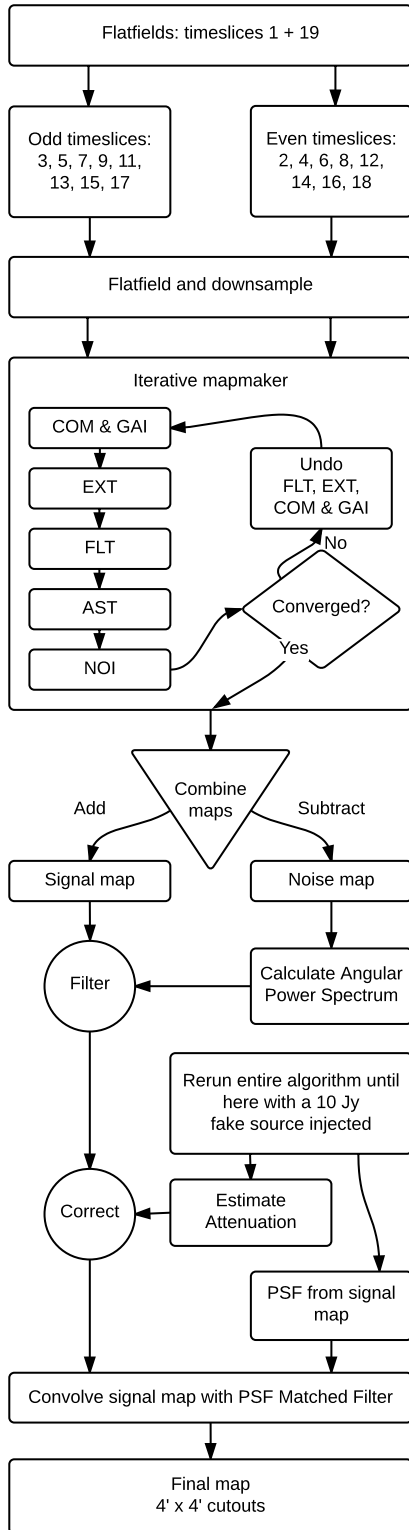 Flatfields: timeslices 1 + 19
Odd timeslices:
3, 5, 7, 9, 11,
13, 15, 17
Even timeslices:
2, 4, 6, 8, 12,
14, 16, 18
Flatfield and downsample
Iterative mapmaker
COM & GAI
EXT
FLT
AST
NOI
Undo
FLT, EXT,
COM & GAI
No
Converged?
Yes
Combine
maps
Add
Subtract
Signal map
Noise map
Filter
Calculate Angular
Power Spectrum
Rerun entire algorithm until
here with a 10 Jy
fake source injected
Correct
Estimate
Attenuation
PSF from signal
map
Convolve signal map with PSF Matched Filter
Final map
4' x 4' cutouts